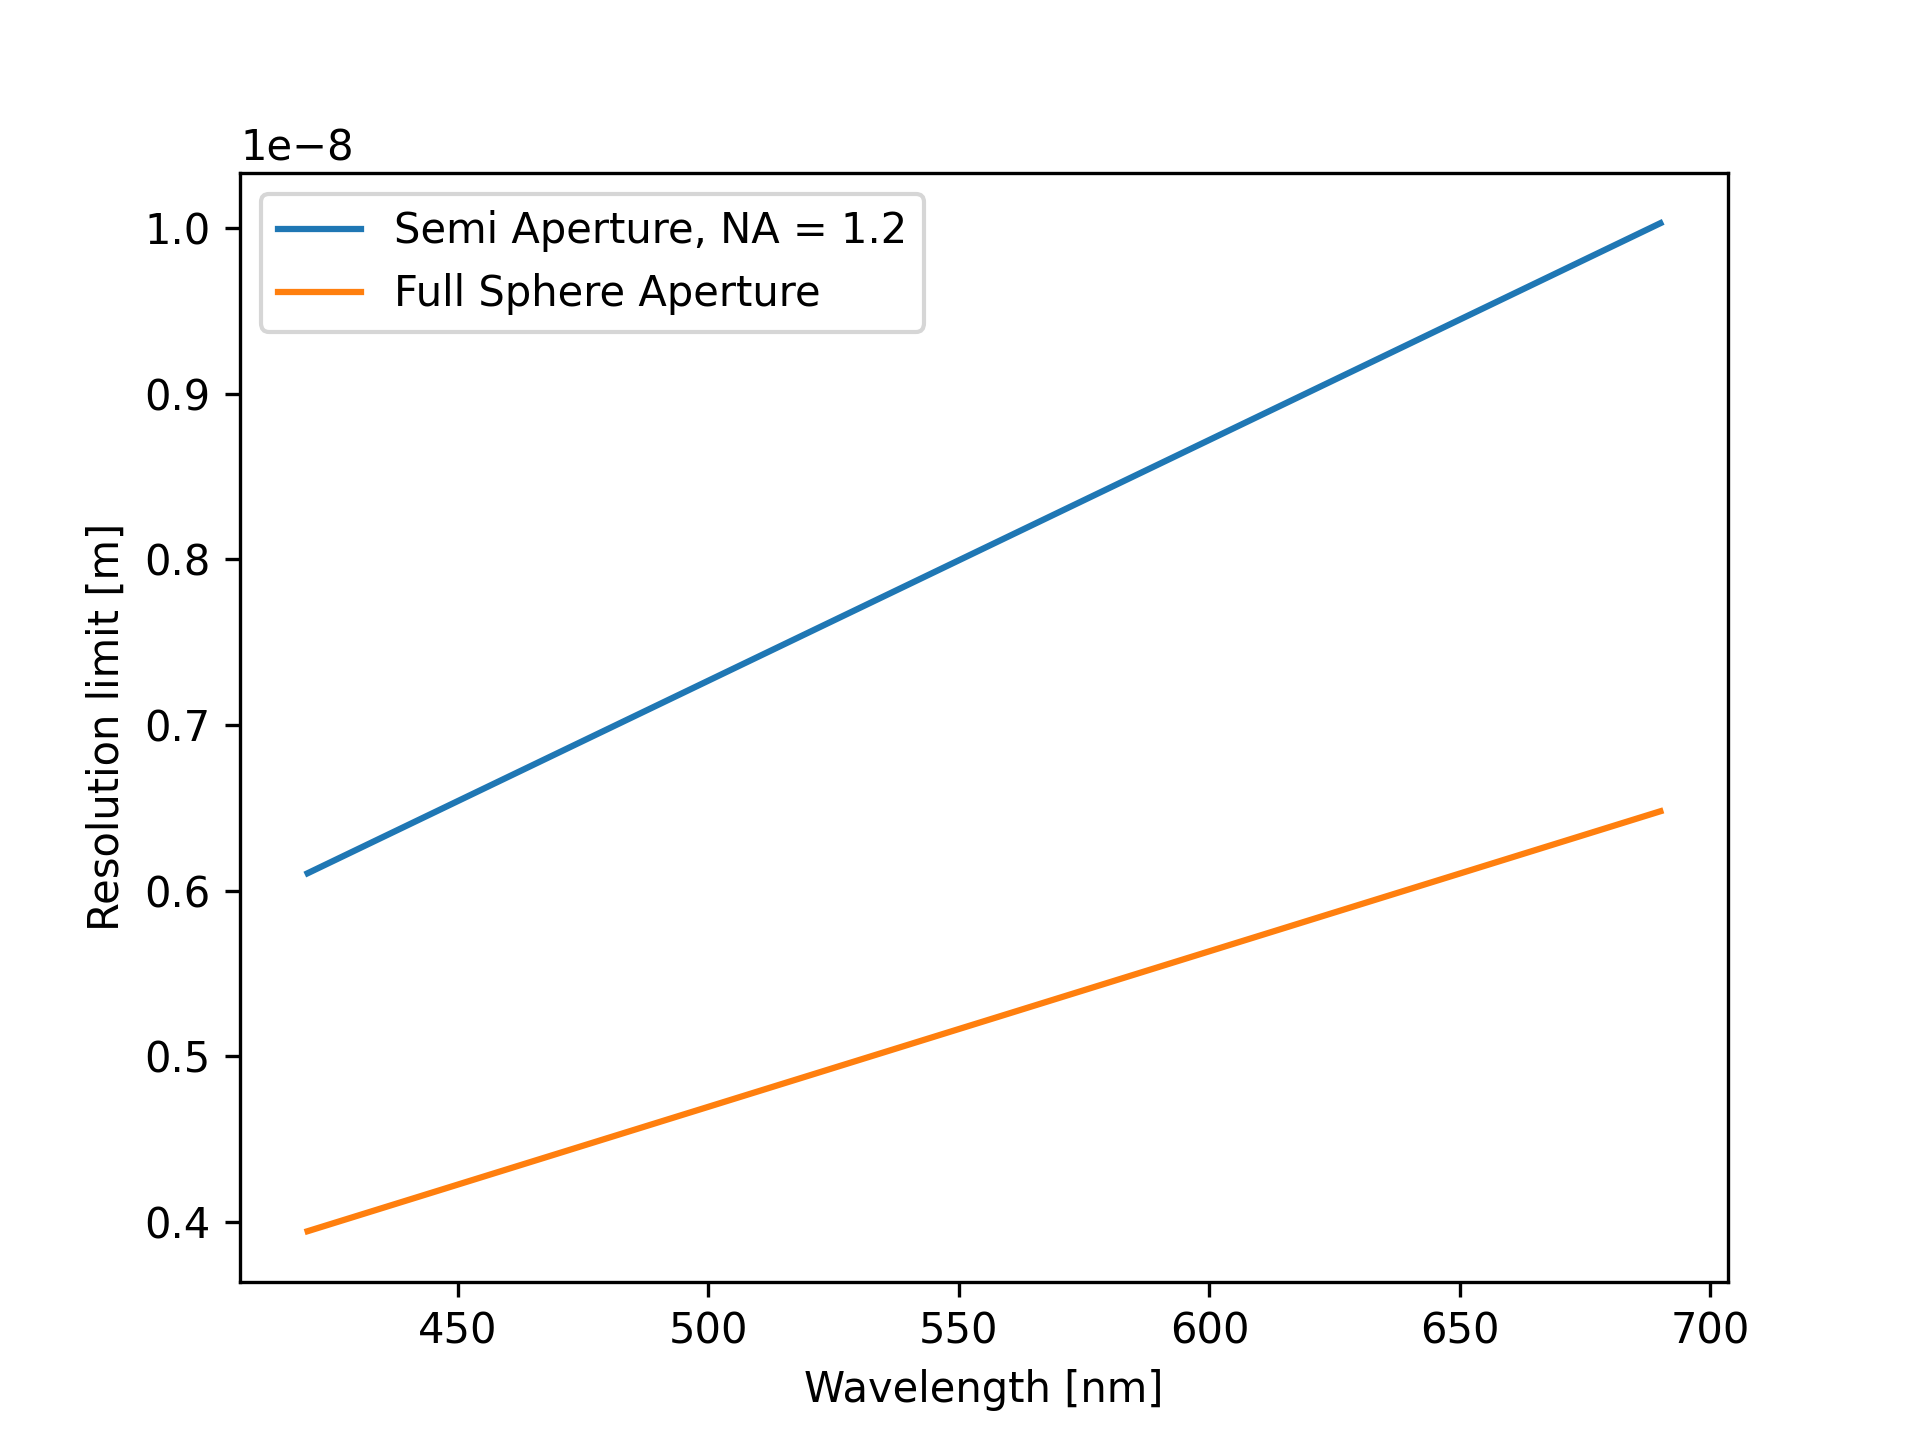 1e−8
Semi Aperture, NA = 1.2
Full Sphere Aperture
1.0
0.9
0.8
0.7
0.6
0.5
0.4
Resolution limit [m]
450 500 550 600 650 700
Wavelength [nm]